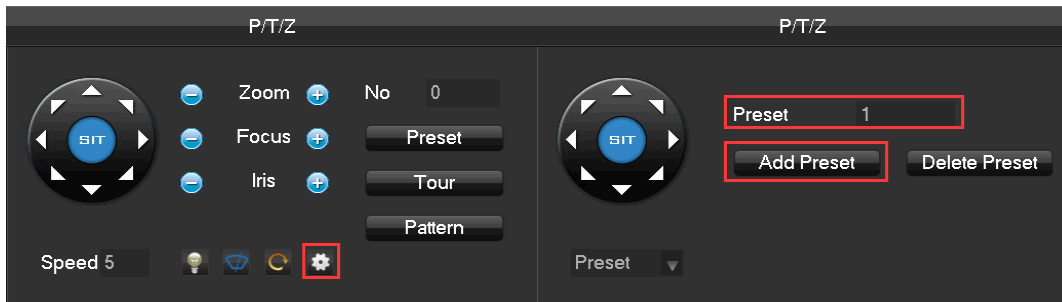 P/T/Z
Zoom
No 0
SIT
Focus
Preset
Iris
Tour
Pattern
Speed 5
P/T/Z
Preset 1
SIT
Add Preset
Delete Preset
Preset